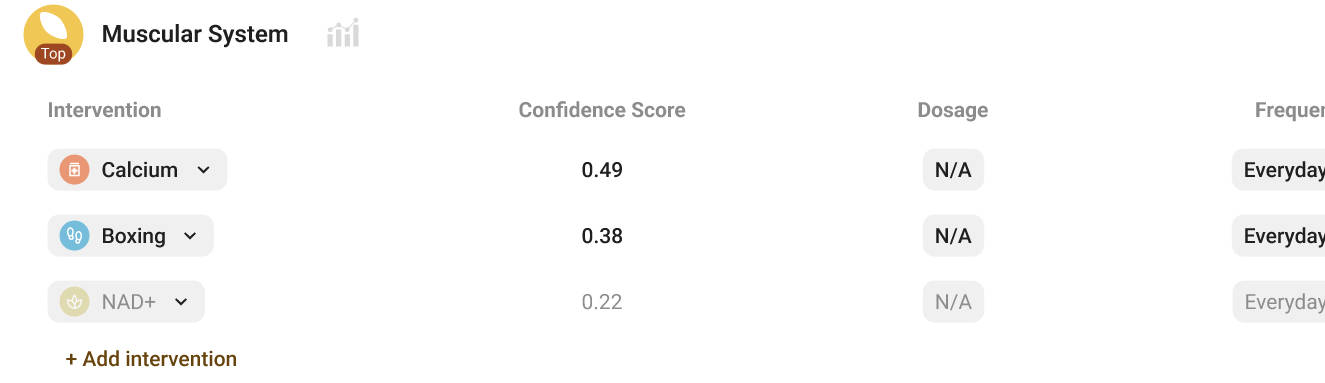 Top
Muscular System
Intervention Confidence Score Dosage Frequen
Calcium 0.49 N/A Everyday
Boxing 0.38 N/A Everyday
NAD+ 0.22 N/A Everyday
+ Add intervention